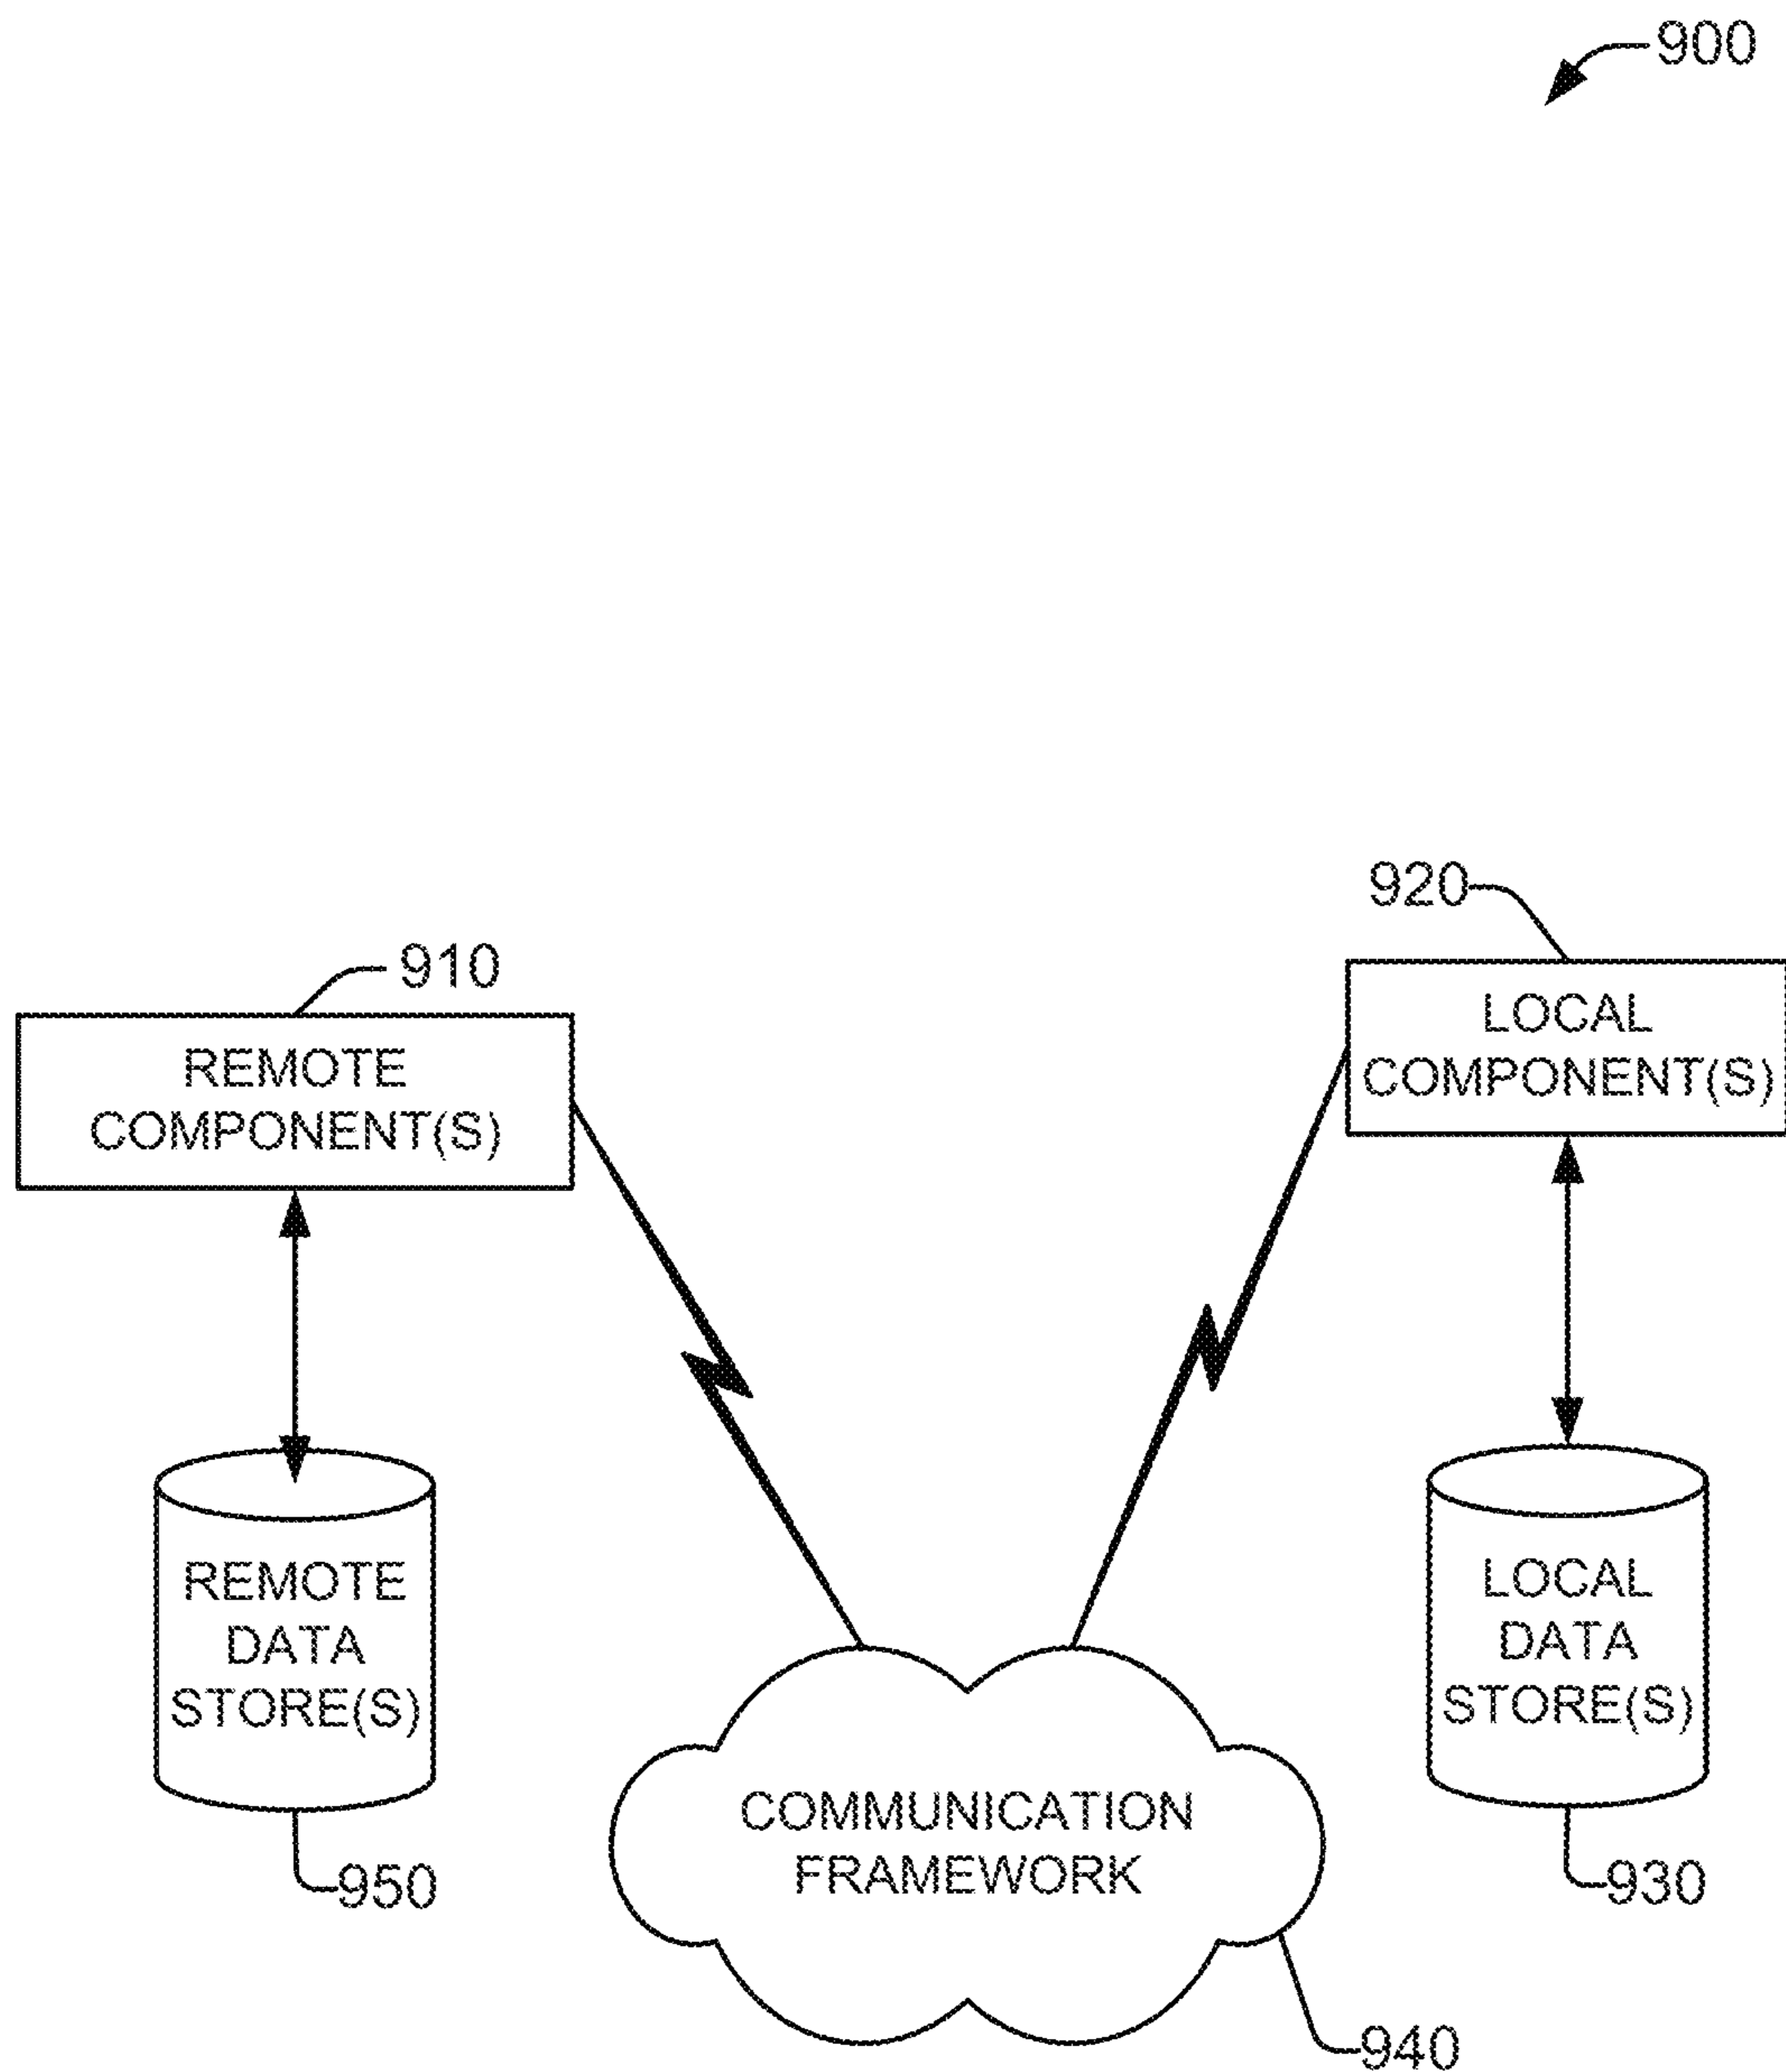 900
920
910
LOCAL
COMPONENT(S)
REMOTE
COMPONENT(S)
REMOTE
DATA
STORE(S)
LOCAL
DATA
STORE(S)
COMMUNICATION
FRAMEWORK
950
930
940